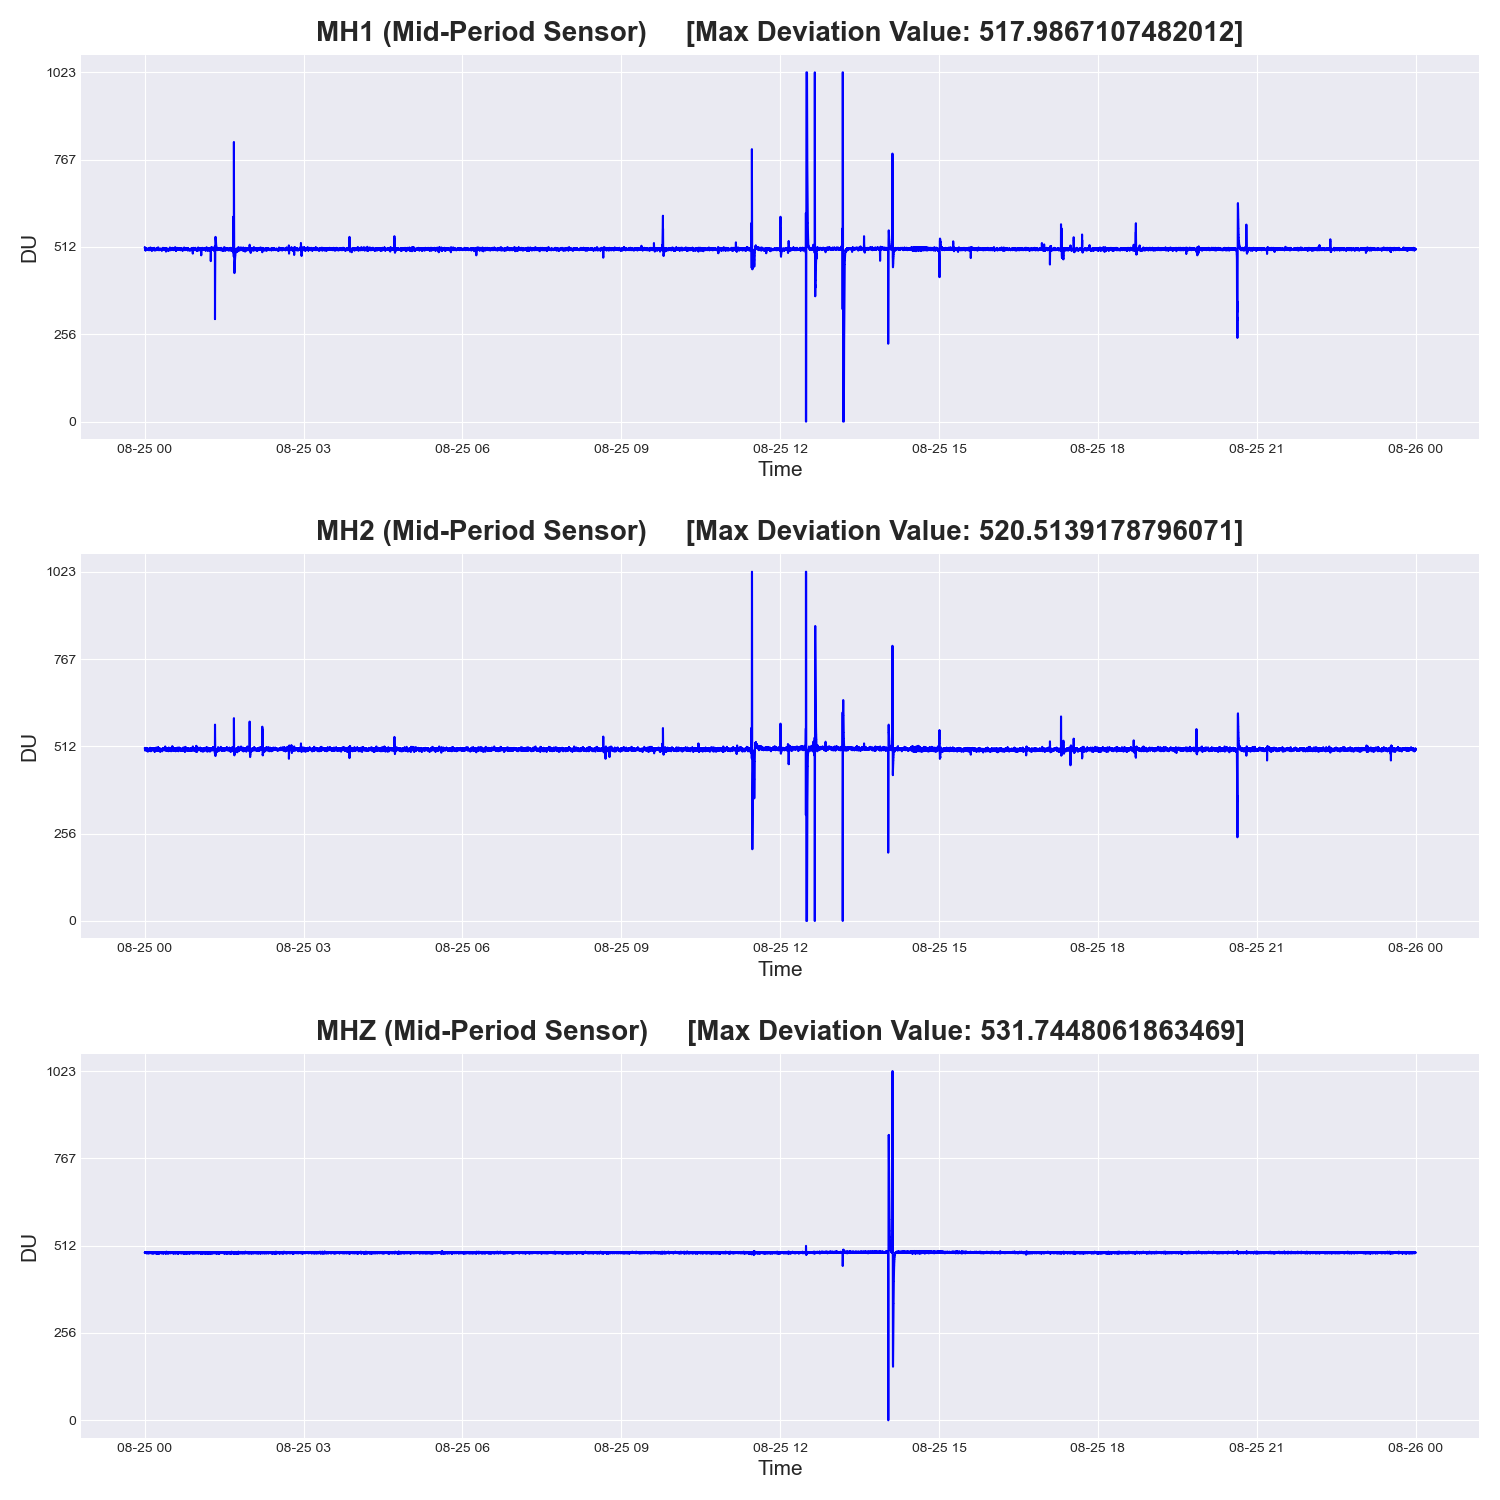 MH1 (Mid-Period Sensor) [Max Deviation Value: 517.9867107482012]
1023
767
512
256
0
DU
08-25 00 08-25 03 08-25 06 08-25 09 08-25 12 08-25 15 08-25 18 08-25 21 08-26 00
Time
MH2 (Mid-Period Sensor) [Max Deviation Value: 520.5139178796071]
1023
767
512
256
0
DU
08-25 00 08-25 03 08-25 06 08-25 09 08-25 12 08-25 15 08-25 18 08-25 21 08-26 00
Time
MHZ (Mid-Period Sensor) [Max Deviation Value: 531.7448061863469]
1023
767
512
256
0
DU
08-25 00 08-25 03 08-25 06 08-25 09 08-25 12 08-25 15 08-25 18 08-25 21 08-26 00
Time